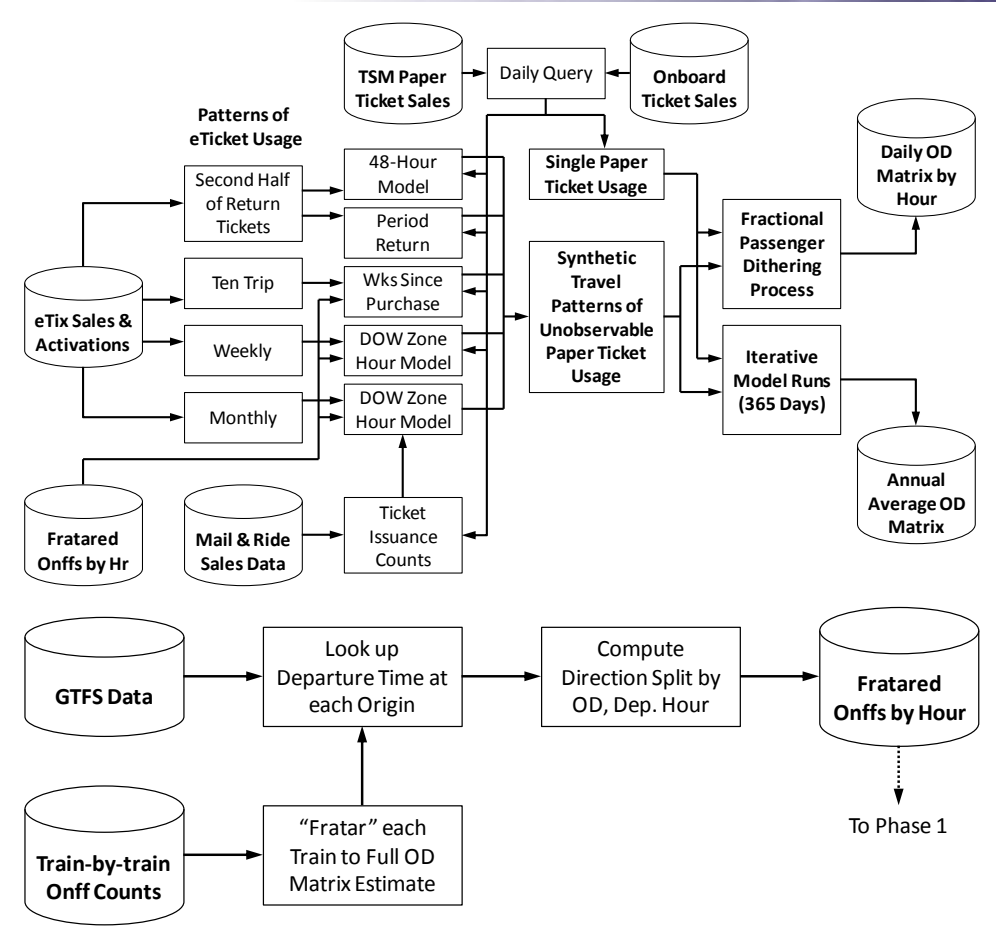 TSM Paper
Ticket Sales
Daily Query
Onboard
Ticket Sales
Patterns of
eTicket Usage
Second Half
of Return
Tickets
48-Hour
Model
Period
Return
Single Paper
Ticket Usage
Daily OD
Matrix by
Hour
Fractional
Passenger
Dithering
Process
eTix Sales &
Activations
Ten Trip
Wks Since
Purchase
Synthetic
Travel
Patterns of
Unobservable
Paper Ticket
Usage
Weekly
DOW Zone
Hour Model
Iterative
Model Runs
(365 Days)
Monthly
DOW Zone
Hour Model
Fratared
Onffs by Hr
Mail & Ride
Sales Data
Ticket
Issuance
Counts
Annual
Average OD
Matrix
GTFS Data
Look up
Departure Time at
each Origin
Compute
Direction Split by
OD, Dep. Hour
Fratared
Onffs by Hour
Train-by-train
Onff Counts
“Fratar” each
Train to Full OD
Matrix Estimate
To Phase 1